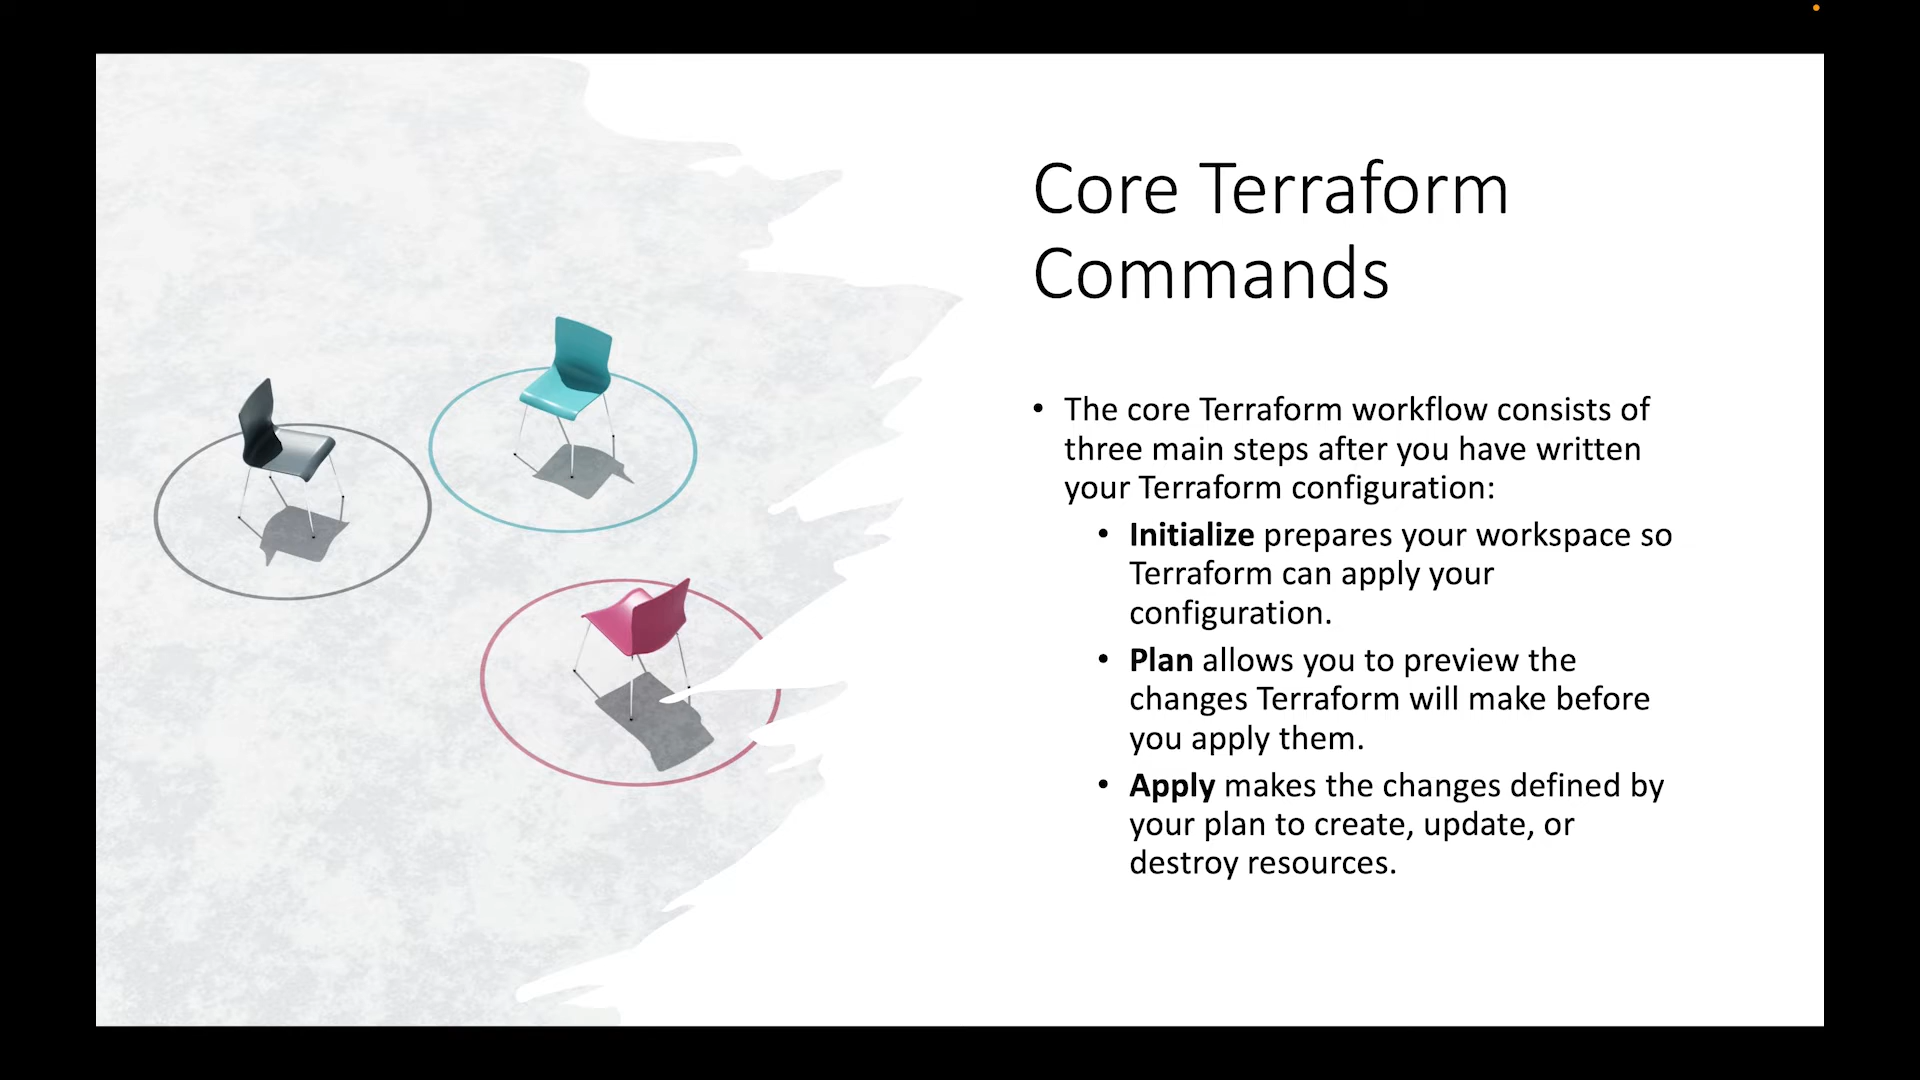 Core Terraform
Commands
• The core Terraform workflow consists of
three main steps after you have written
your Terraform configuration:
• Initialize prepares your workspace so
Terraform can apply your
configuration.
• Plan allows you to preview the
changes Terraform will make before
you apply them.
• Apply makes the changes defined by
your plan to create, update, or
destroy resources.